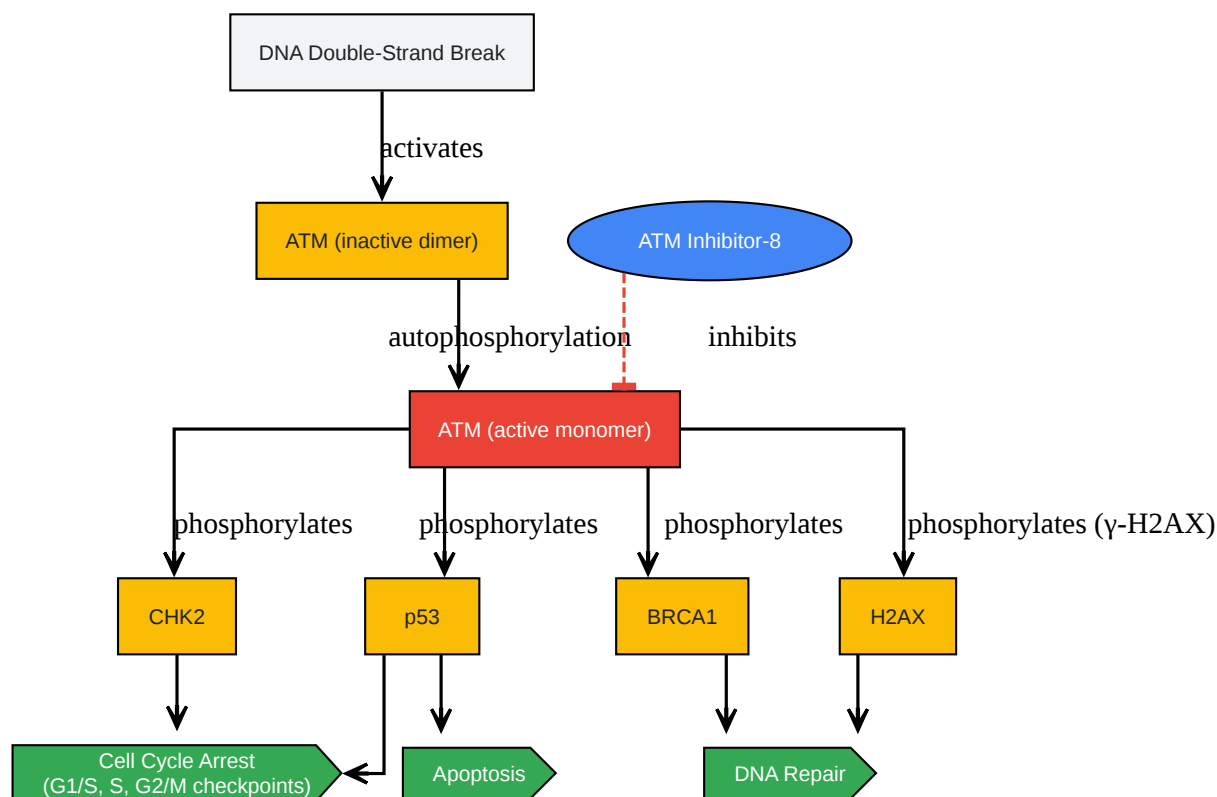 DNA Double-Strand Break
activates
ATM (inactive dimer)
ATM Inhibitor-8
autophosphorylation
inhibits
ATM (active monomer)
phosphorylates
phosphorylates
phosphorylates
phosphorylates (γ-H2AX)
CHK2
p53
BRCA1
H2AX
Cell Cycle Arrest
(G1/S, S, G2/M checkpoints)
Apoptosis
DNA Repair